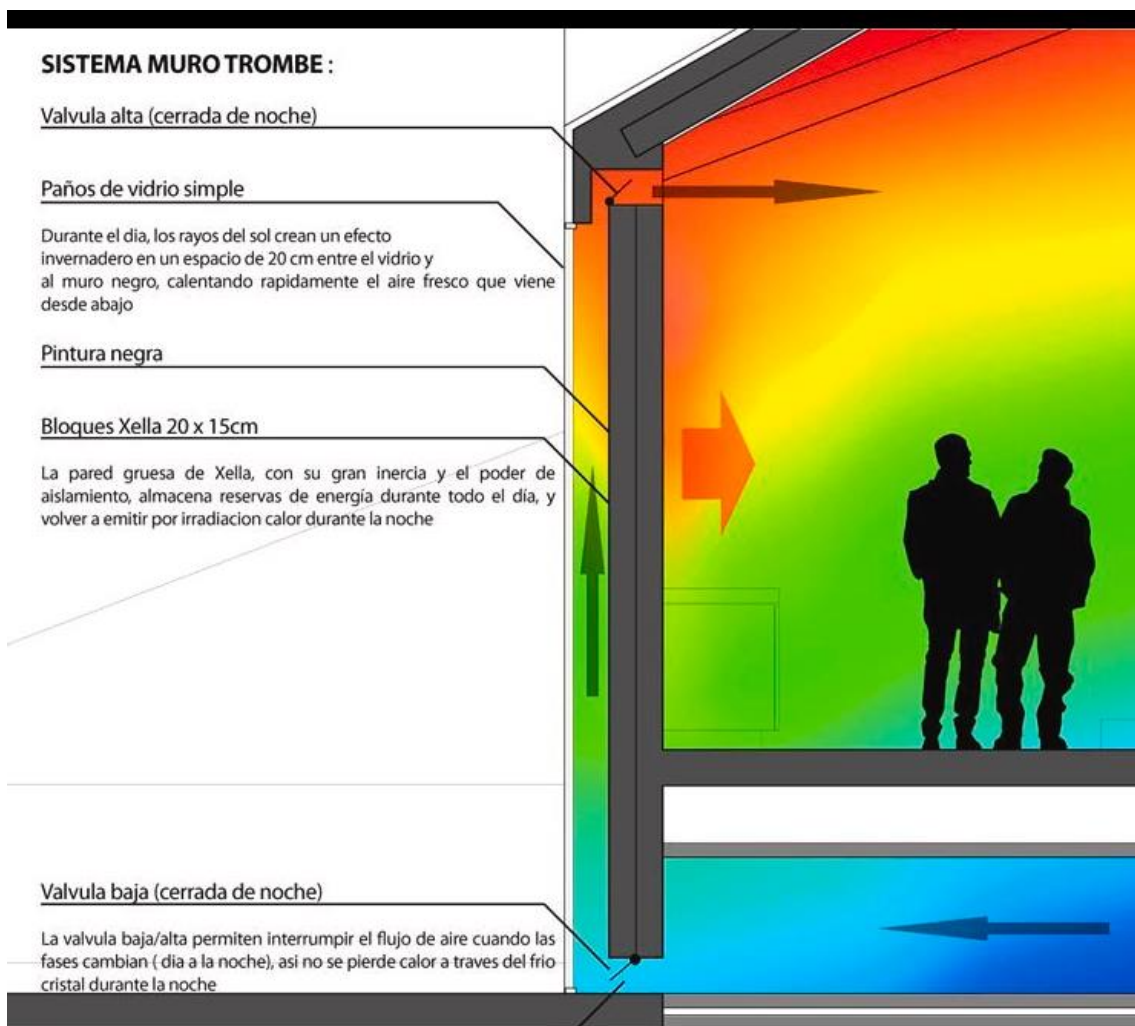 SISTEMA MURO TROMBE :
Valvula alta (cerrada de noche)
Paños de vidrio simple
Durante el dia, los rayos del sol crean un efecto
invernadero en un espacio de 20 cm entre el vidrio y
al muro negro, calentando rapidamente el aire fresco que viene
desde abajo
Pintura negra
Bloques Xella 20 x 15cm
La pared gruesa de Xella, con su gran inercia y el poder de
aislamiento, almacena reservas de energía durante todo el día, y
volver a emitir por irradiacion calor durante la noche
Valvula baja (cerrada de noche)
La valvula baja/alta permiten interrumpir el flujo de aire cuando las
fases cambian ( dia a la noche), asi no se pierde calor a traves del frio
cristal durante la noche